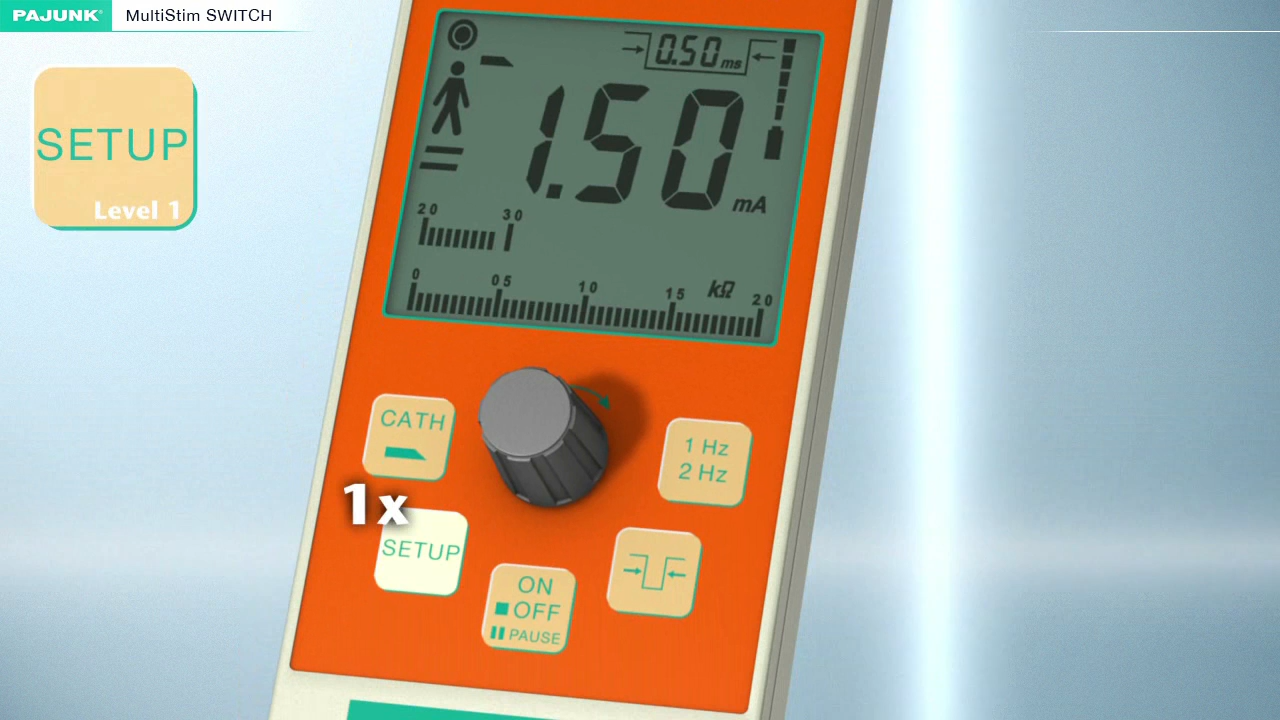 PAJUNK®
MultiStim SWITCH
SETUP
Level 1
0.50 ms
1.50 mA
20 30
0 05 10 15 kΩ 20
CATH
1 Hz
2 Hz
1x
SETUP
ON
OFF
PAUSE